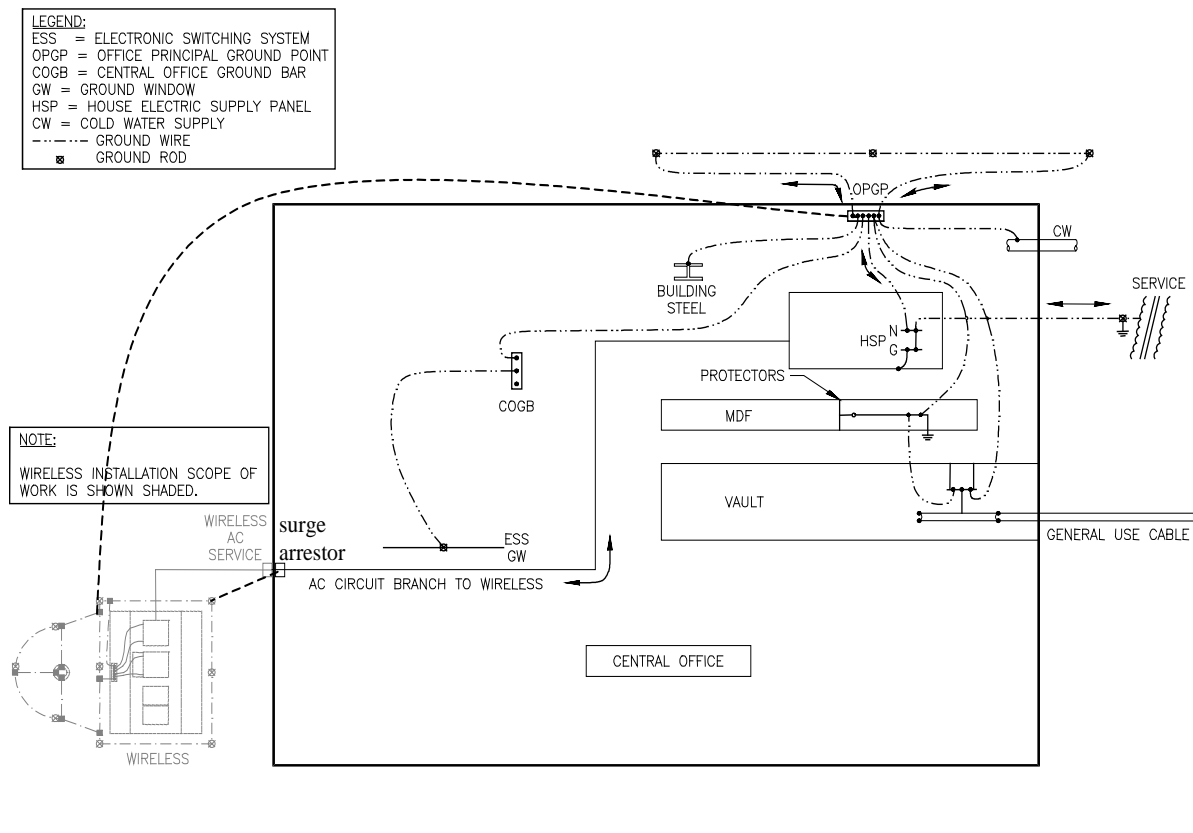 LEGEND:
ESS = ELECTRONIC SWITCHING SYSTEM
OPGP = OFFICE PRINCIPAL GROUND POINT
COGB = CENTRAL OFFICE GROUND BAR
GW = GROUND WINDOW
HSP = HOUSE ELECTRIC SUPPLY PANEL
CW = COLD WATER SUPPLY
GROUND WIRE
GROUND ROD
OPGP
CW
BUILDING
STEEL
SERVICE
N
HSP
G
PROTECTORS
COGB
MDF
NOTE:
WIRELESS INSTALLATION SCOPE OF
WORK IS SHOWN SHADED.
VAULT
WIRELESS
AC
SERVICE
surge
arrestor
ESS
GW
GENERAL USE CABLE
AC CIRCUIT BRANCH TO WIRELESS
CENTRAL OFFICE
WIRELESS